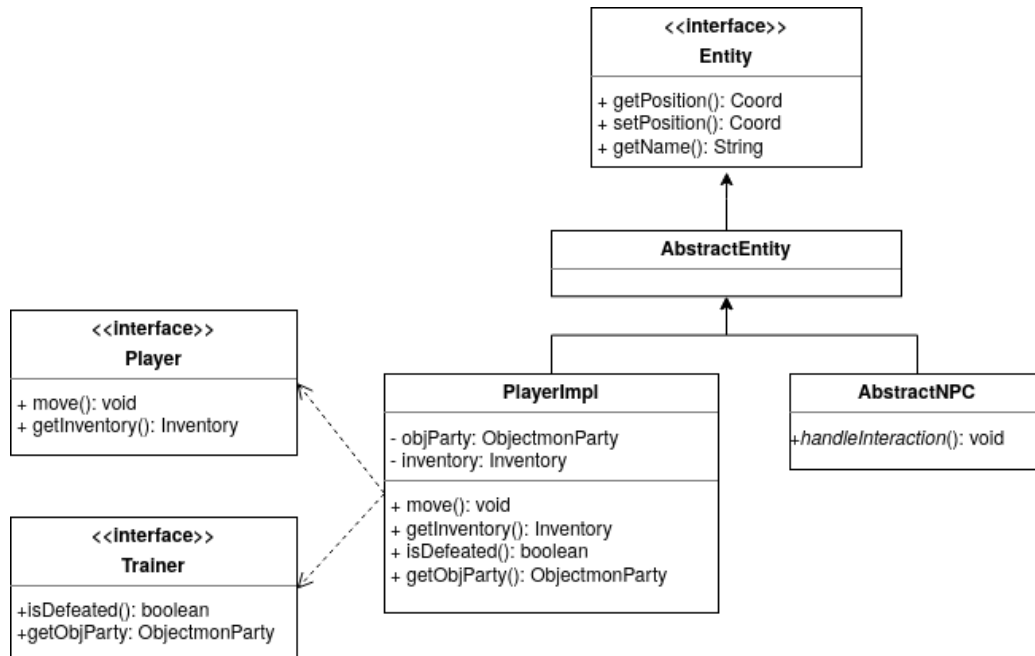 <<interface>>
Entity
+ getPosition(): Coord
+ setPosition(): Coord
+ getName(): String
AbstractEntity
<<interface>>
Player
+ move(): void
+ getInventory(): Inventory
PlayerImpl
- objParty: ObjectmonParty
- inventory: Inventory
+ move(): void
+ getInventory(): Inventory
+ isDefeated(): boolean
+ getObjParty(): ObjectmonParty
AbstractNPC
+handleInteraction(): void
<<interface>>
Trainer
+isDefeated(): boolean
+getObjParty: ObjectmonParty